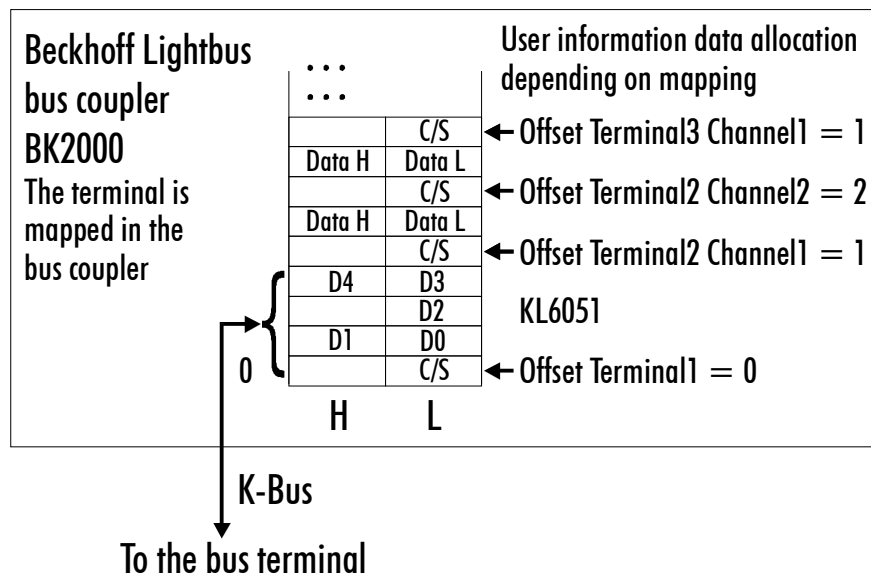 Beckhoff Lightbus
bus coupler
BK2000
The terminal is
mapped in the
bus coupler
User information data allocation
depending on mapping
...
...
C/S
Offset Terminal3 Channel1 = 1
Data H Data L
C/S
Offset Terminal2 Channel2 = 2
Data H Data L
C/S
Offset Terminal2 Channel1 = 1
D4 D3
D2
KL6051
D1 D0
0 C/S
Offset Terminal1 = 0
H L
K-Bus
To the bus terminal